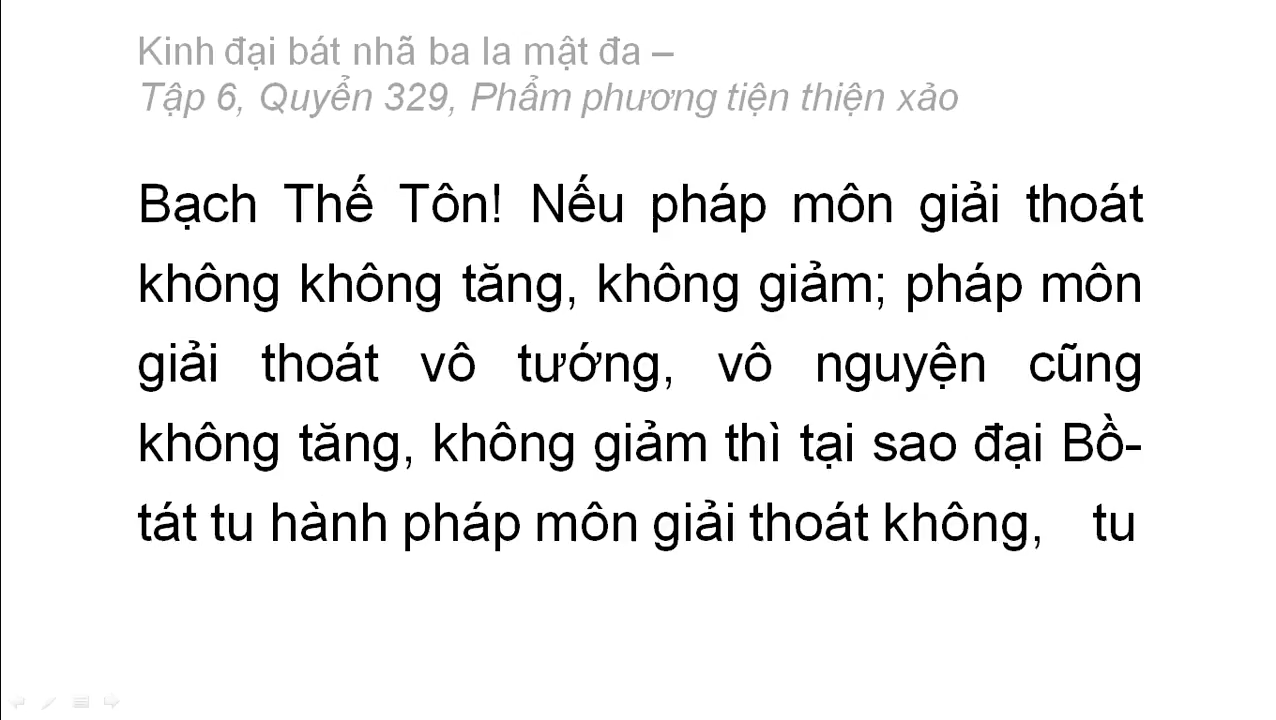 Kinh đại bát nhã ba la mật đa –
Tập 6, Quyển 329, Phẩm phương tiện thiện xảo
Bạch Thế Tôn! Nếu pháp môn giải thoát
không không tăng, không giảm; pháp môn
giải thoát vô tướng, vô nguyện cũng
không tăng, không giảm thì tại sao đại Bồ-
tát tu hành pháp môn giải thoát không, tu